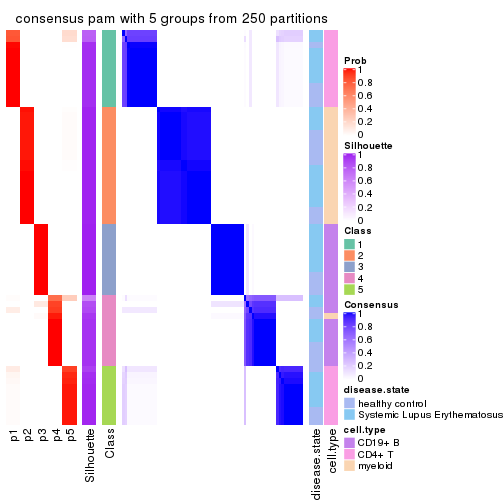 consensus pam with 5 groups from 250 partitions
Prob
1
0.8
0.6
0.4
0.2
0
Silhouette
1
0.8
0.6
0.4
0.2
0
Class
1
2
3
4
5
Consensus
1
0.8
0.6
0.4
0.2
0
disease.state
healthy control
Systemic Lupus Erythematosus
cell.type
CD19+ B
CD4+ T
myeloid
p1
p2
p3
p4
p5
Silhouette
Class
disease.state
cell.type